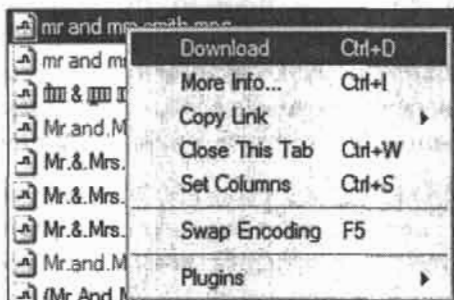 mr and mrs smith.mpg
Download Ctrl+D
mr and m
More Info... Ctrl+I
Copy Link
Mr.and.M
Close This Tab Ctrl+W
Mr.&.Mrs.
Set Columns Ctrl+S
Mr.&.Mrs.
Mr.&.Mrs.
Swap Encoding F5
Mr.and.M
Plugins
(Mr And M